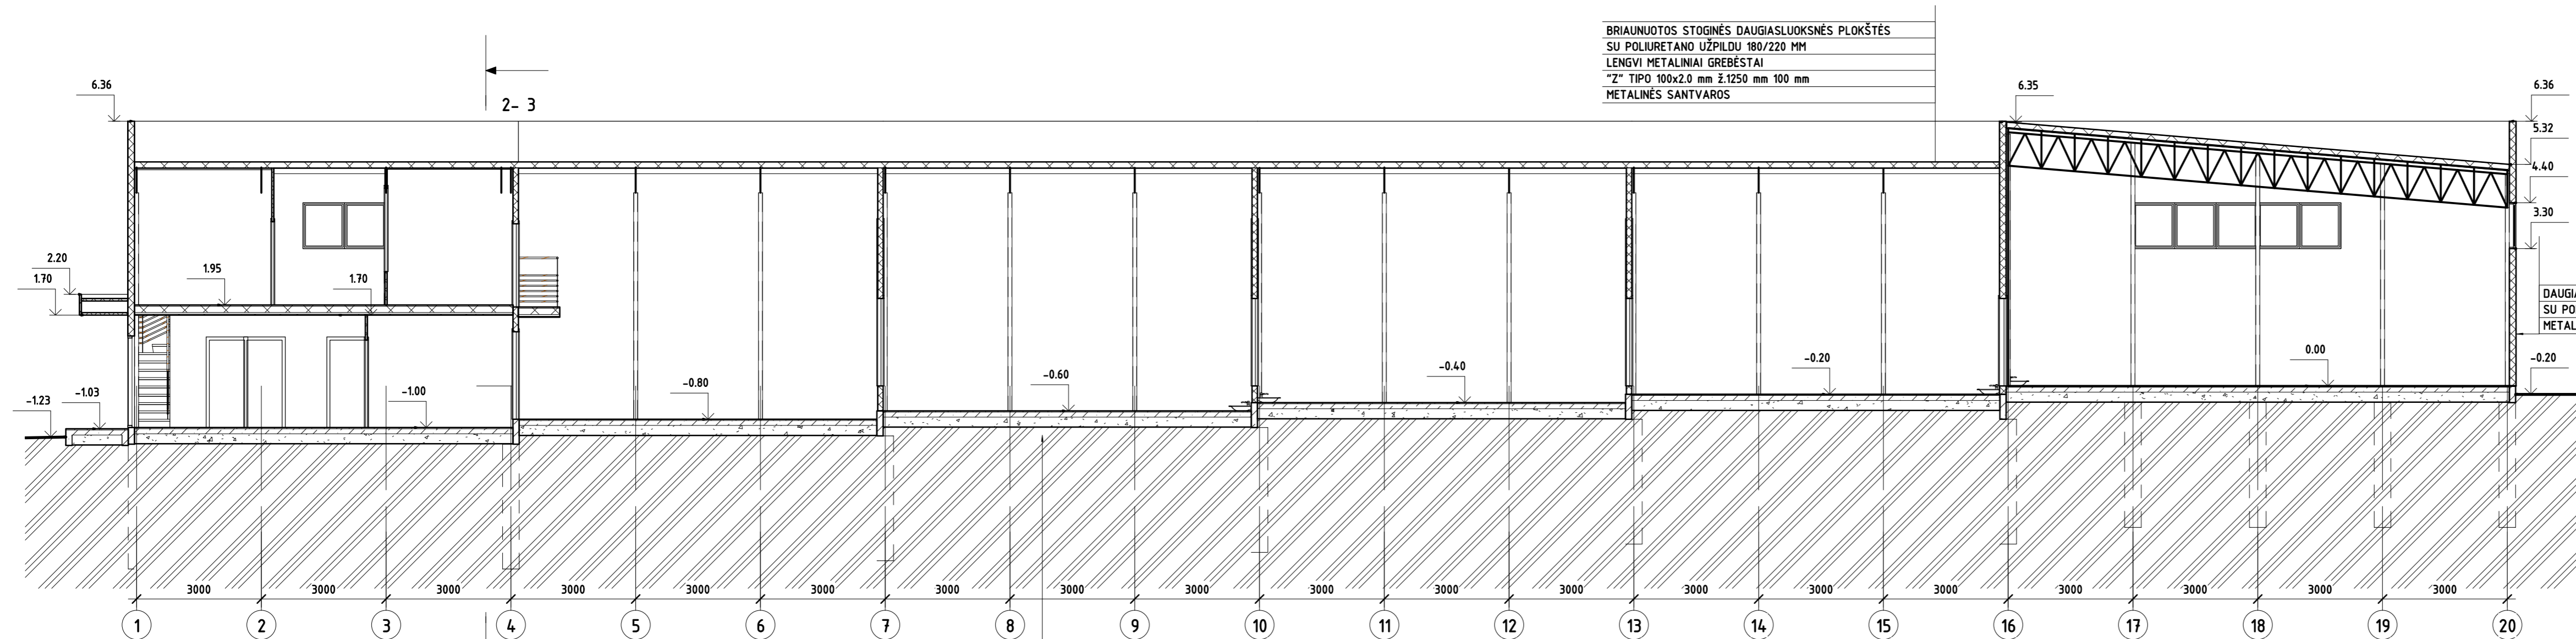 BRIAUNUOTOS STOGINĖS DAUGIASLUOKSNĖS PLOKŠTĖS
SU POLIURETANO UŽPILDU 180/220 MM
LENGVI METALINIAI GREBĖSTAI
"Z" TIPO 100x2.0 mm ž.1250 mm 100 mm
METALINĖS SANTVAROS
6.36
2- 3
6.35
6.36
5.32
4.40
3.30
2.20
1.70
1.95
1.70
DAUGIA
SU PO
METAL
-1.23
-1.03
-1.00
-0.80
-0.60
-0.40
-0.20
0.00
-0.20
3000 3000 3000 3000 3000 3000 3000 3000 3000 3000 3000 3000 3000 3000 3000 3000 3000 3000 3000
1 2 3 4 5 6 7 8 9 10 11 12 13 14 15 16 17 18 19 20